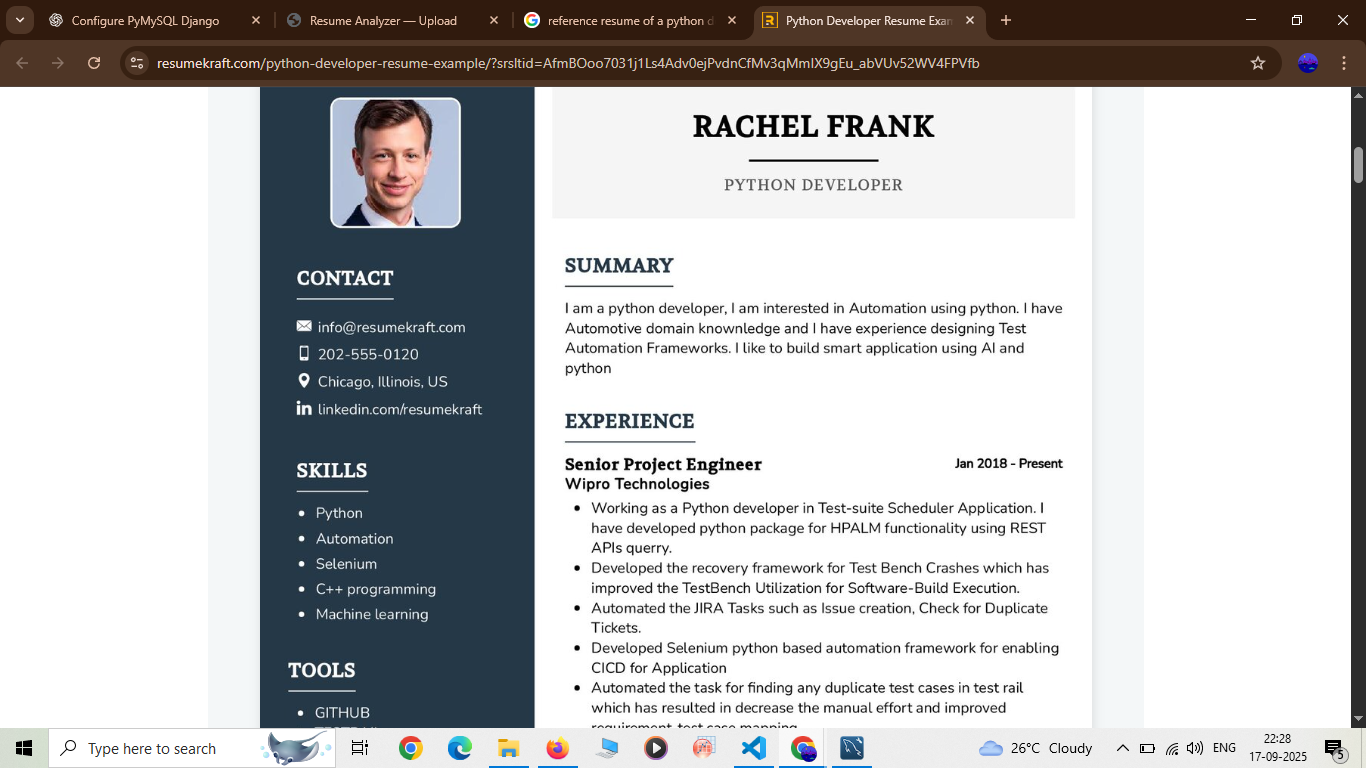 Configure PyMySQL Django
Resume Analyzer — Upload
reference resume of a python d
Python Developer Resume Exam
resumekraft.com/python-developer-resume-example/?srsltid=AfmBOoo7031j1Ls4Adv0ejPvdnCfMv3qMmIX9gEu_abVUv52WV4FPVfb
CONTACT
info@resumekraft.com
202-555-0120
Chicago, Illinois, US
linkedin.com/resumekraft
SKILLS
Python
Automation
Selenium
C++ programming
Machine learning
TOOLS
GITHUB
RACHEL FRANK
PYTHON DEVELOPER
SUMMARY
I am a python developer, I am interested in Automation using python. I have
Automotive domain knownledge and I have experience designing Test
Automation Frameworks. I like to build smart application using AI and
python
EXPERIENCE
Senior Project Engineer
Jan 2018 - Present
Wipro Technologies
Working as a Python developer in Test-suite Scheduler Application. I
have developed python package for HPALM functionality using REST
APIs querry.
Developed the recovery framework for Test Bench Crashes which has
improved the TestBench Utilization for Software-Build Execution.
Automated the JIRA Tasks such as Issue creation, Check for Duplicate
Tickets.
Developed Selenium python based automation framework for enabling
CICD for Application
Automated the task for finding any duplicate test cases in test rail
which has resulted in decrease the manual effort and improved
requirement-test case mapping
Type here to search
26°C Cloudy
ENG
22:28
17-09-2025
5